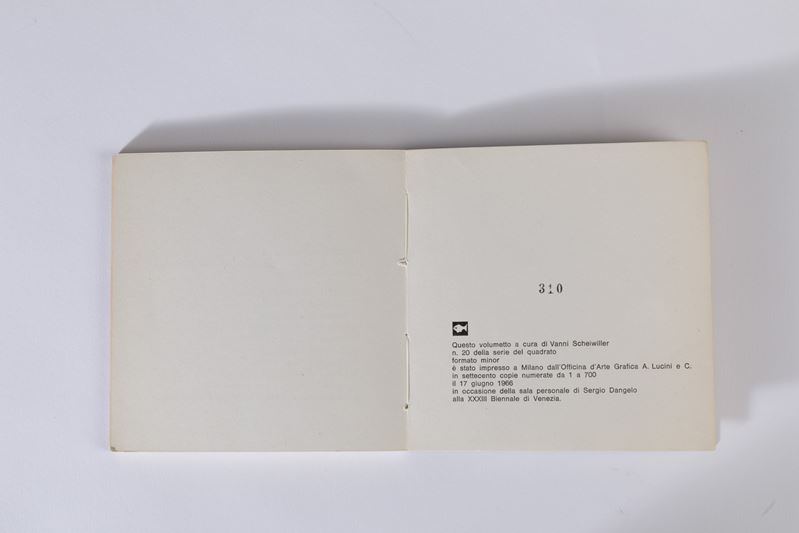 310
Questo volumetto a cura di Vanni Scheiwiller
n. 20 della serie del quadrato
formato minor
è stato impresso a Milano dall'Officina d'Arte Grafica A. Lucini e C.
in settecento copie numerate da 1 a 700
il 17 giugno 1966
in occasione della sala personale di Sergio Dangelo
alla XXXIII Biennale di Venezia.